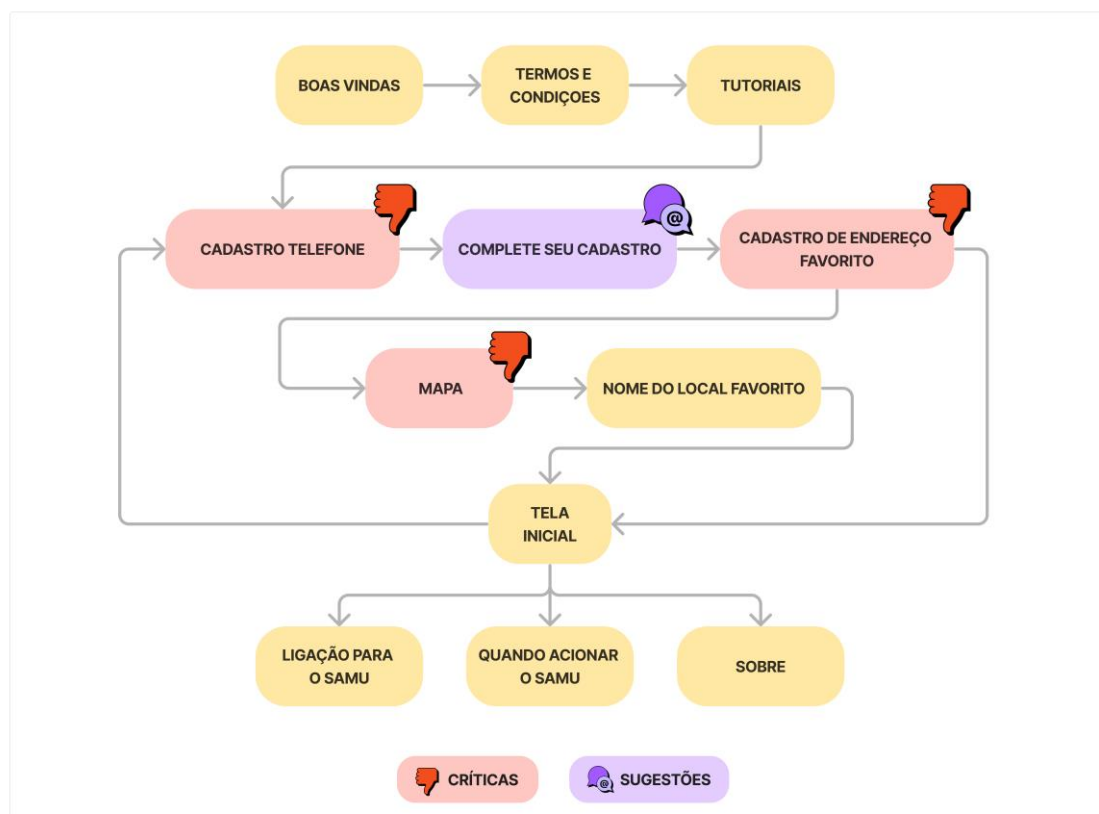 BOAS VINDAS
TERMOS E
CONDIÇOES
TUTORIAIS
CADASTRO TELEFONE
COMPLETE SEU CADASTRO
@
CADASTRO DE ENDEREÇO
FAVORITO
MAPA
NOME DO LOCAL FAVORITO
TELA
INICIAL
LIGAÇÃO PARA
O SAMU
QUANDO ACIONAR
O SAMU
SOBRE
CRÍTICAS
@
SUGESTÕES